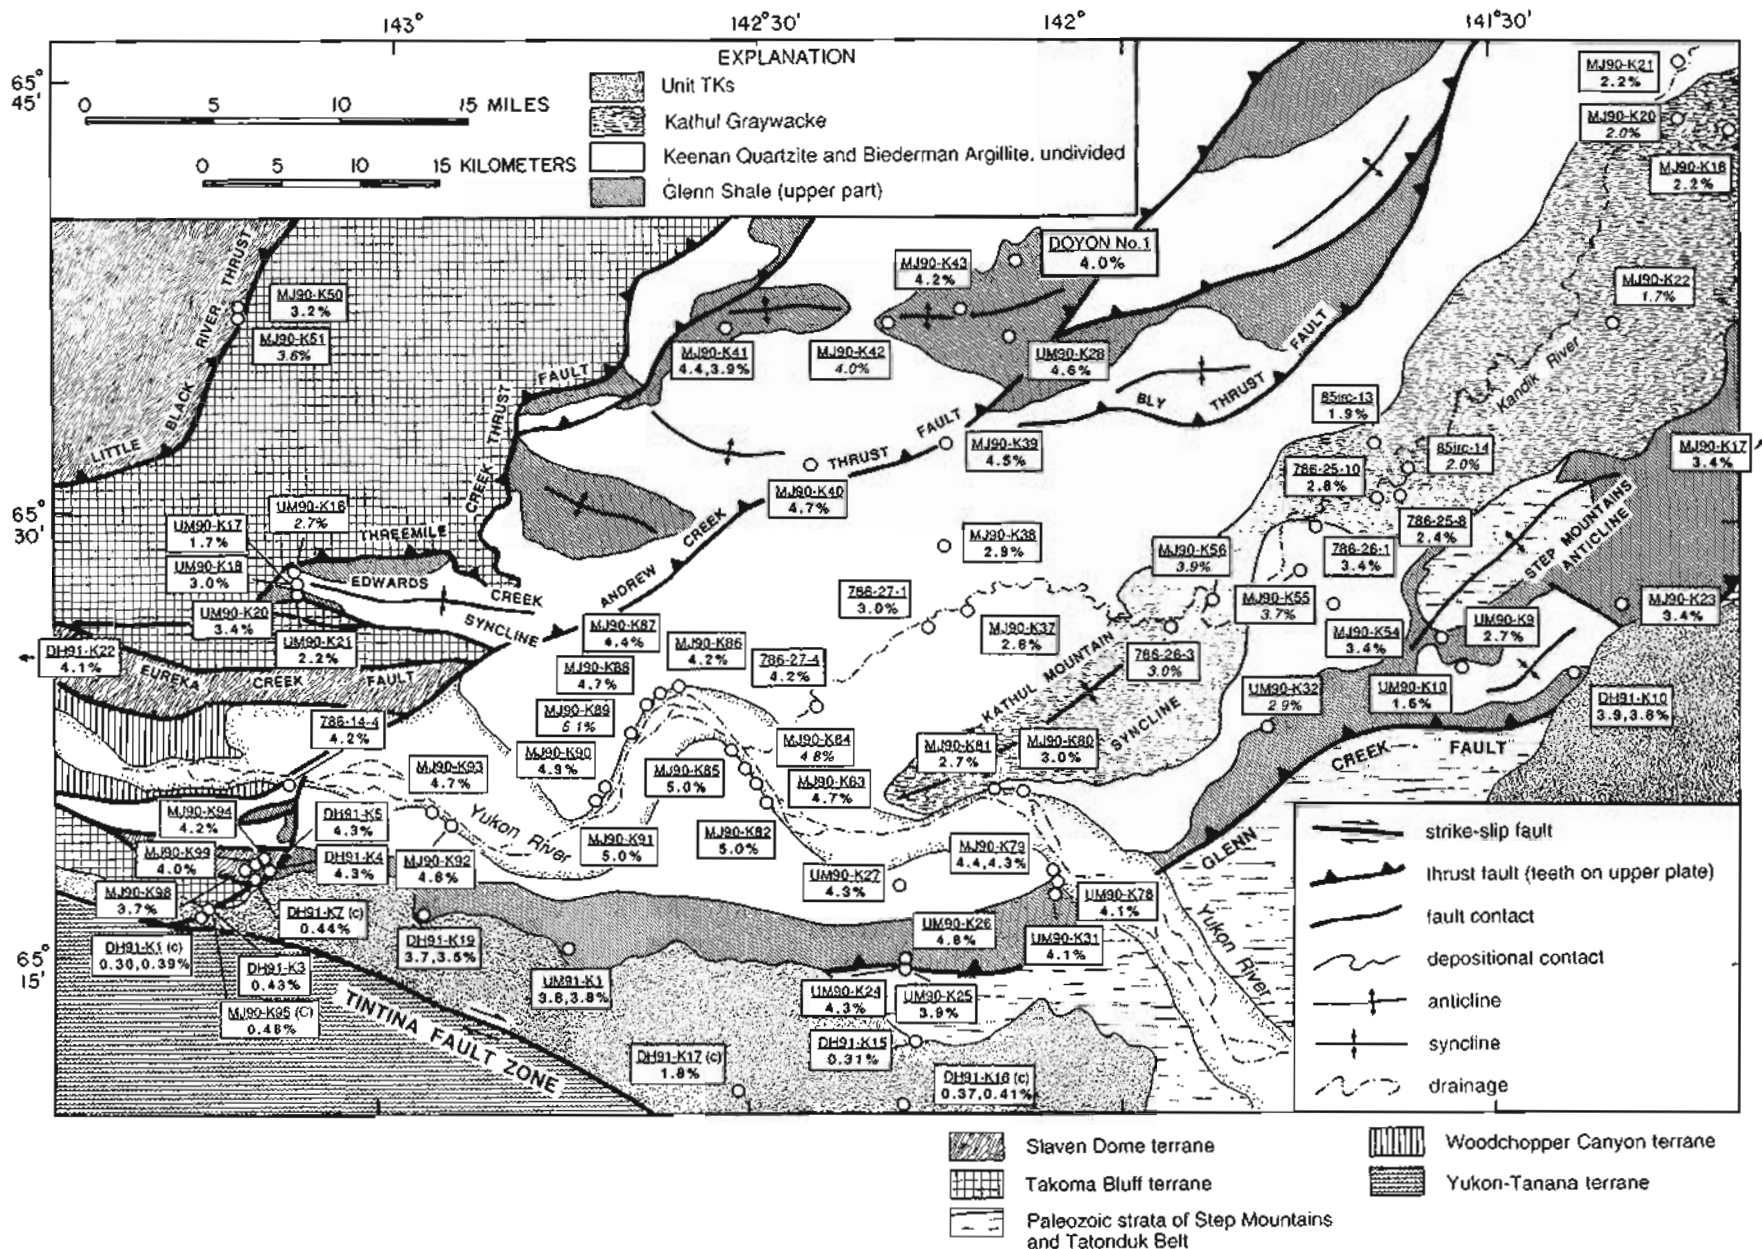 143°
142°30'
142°
141°30'
65°
45'
65°
30'
65°
15'
EXPLANATION
Unit TKs
Kathul Graywacke
Keenan Quartzite and Biederman Argillite, undivided
Glenn Shale (upper part)
0 5 10 15 MILES
0 5 10 15 KILOMETERS
MJ90-K21
2.2%
MJ90-K20
2.0%
MJ90-K18
2.2%
DOYON No.1
4.0%
MJ90-K43
4.2%
MJ90-K22
1.7%
MJ90-K50
3.2%
MJ90-K51
3.6%
LITTLE BLACK RIVER THRUST
MJ90-K41
4.4,3.9%
MJ90-K42
4.0%
UM90-K28
4.6%
Kandik River
85irc-13
1.9%
85irc-14
2.0%
MJ90-K17
3.4%
BLY THRUST FAULT
CREEK THRUST FAULT
MJ90-K39
4.5%
786-25-10
2.8%
786-25-8
2.4%
MJ90-K40
4.7%
ANDREW CREEK THRUST FAULT
UM90-K16
2.7%
UM90-K17
1.7%
UM90-K18
3.0%
THREEMILE
EDWARDS CREEK SYNCLINE
UM90-K20
3.4%
UM90-K21
2.2%
MJ90-K38
2.9%
MJ90-K56
3.9%
786-26-1
3.4%
STEP MOUNTAINS ANTICLINE
786-27-1
3.0%
MJ90-K37
2.8%
MJ90-K55
3.7%
MJ90-K54
3.4%
UM90-K9
2.7%
MJ90-K23
3.4%
DH91-K22
4.1%
EUREKA CREEK FAULT
MJ90-K87
4.4%
MJ90-K86
4.2%
MJ90-K88
4.7%
786-27-4
4.2%
786-26-3
3.0%
KATHUL MOUNTAIN SYNCLINE
UM90-K32
2.9%
UM90-K10
1.6%
DH91-K10
3.9,3.8%
786-14-4
4.2%
MJ90-K89
5.1%
MJ90-K90
4.9%
MJ90-K84
4.8%
MJ90-K81
2.7%
MJ90-K80
3.0%
GLENN CREEK FAULT
MJ90-K93
4.7%
MJ90-K85
5.0%
MJ90-K83
4.7%
Yukon River
MJ90-K94
4.2%
DH91-K5
4.3%
MJ90-K91
5.0%
MJ90-K82
5.0%
MJ90-K99
4.0%
DH91-K4
4.3%
MJ90-K92
4.6%
MJ90-K79
4.4,4.3%
MJ90-K98
3.7%
DH91-K7 (c)
0.44%
UM90-K27
4.3%
UM90-K78
4.1%
Yukon River
DH91-K1 (c)
0.36,0.39%
DH91-K3
0.43%
DH91-K19
3.7,3.5%
UM90-K26
4.8%
UM90-K31
4.1%
MJ90-K95 (C)
0.48%
UM91-K1
3.8,3.8%
UM90-K24
4.3%
UM90-K25
3.9%
TINTINA FAULT ZONE
DH91-K17 (c)
1.8%
DH91-K15
0.31%
DH91-K16 (c)
0.37,0.41%
strike-slip fault
thrust fault (teeth on upper plate)
fault contact
depositional contact
anticline
syncline
drainage
Slaven Dome terrane
Takoma Bluff terrane
Paleozoic strata of Step Mountains
and Tatonduk Belt
Woodchopper Canyon terrane
Yukon-Tanana terrane